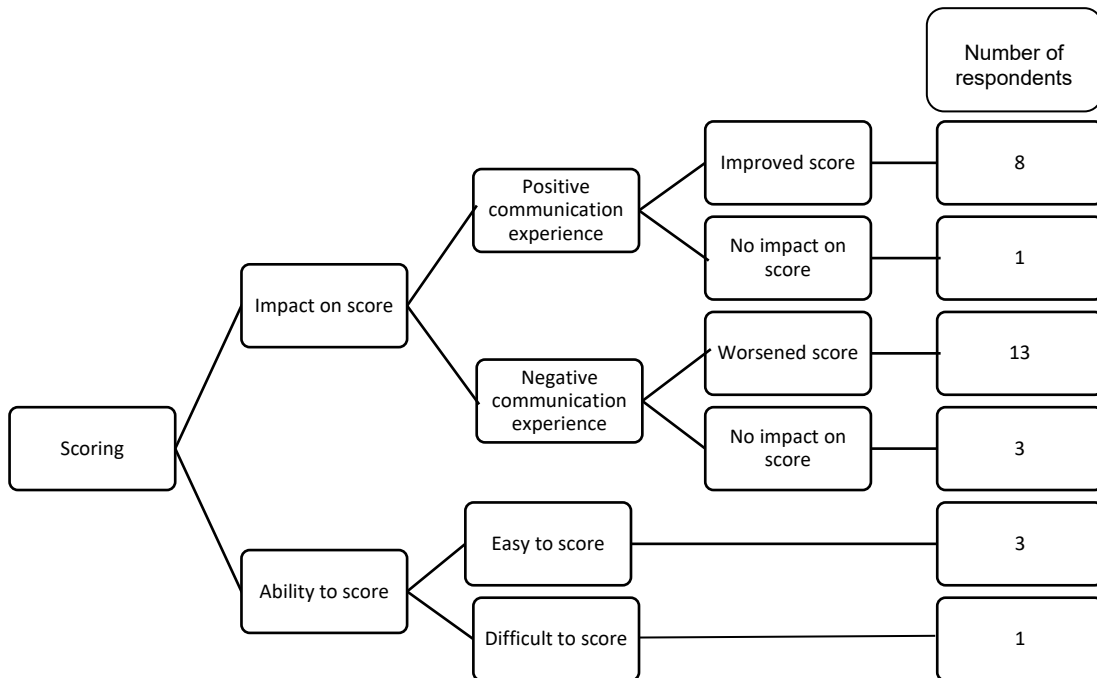 Number of
respondents
Improved score
8
Positive
communication
experience
No impact on
score
1
Impact on score
Worsened score
13
Negative
communication
experience
No impact on
score
3
Scoring
Easy to score
3
Ability to score
Difficult to score
1